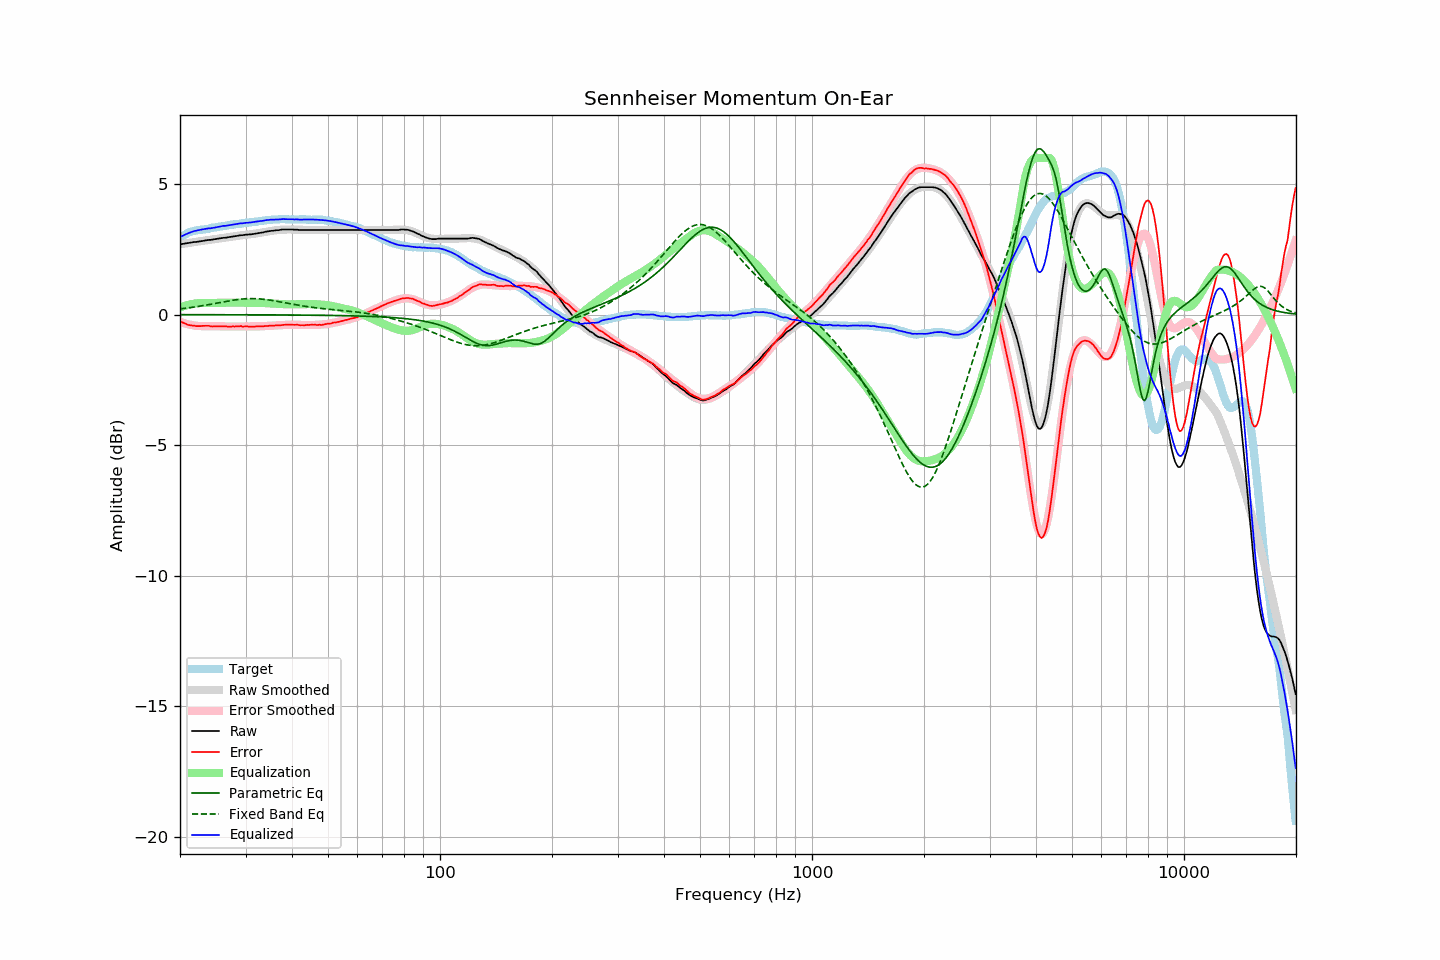 Sennheiser Momentum On-Ear
Amplitude (dBr)
5
0
−5
−10
−15
−20
Target
Raw Smoothed
Error Smoothed
Raw
Error
Equalization
Parametric Eq
Fixed Band Eq
Equalized
100
1000
10000
Frequency (Hz)